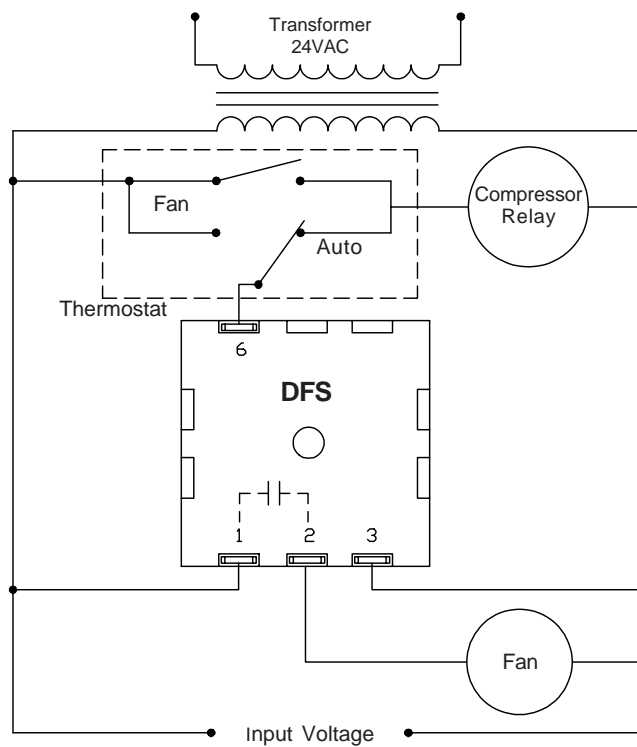 Transformer
24VAC
Fan
Compressor
Relay
Auto
Thermostat
6
DFS
1 2 3
Fan
Input Voltage